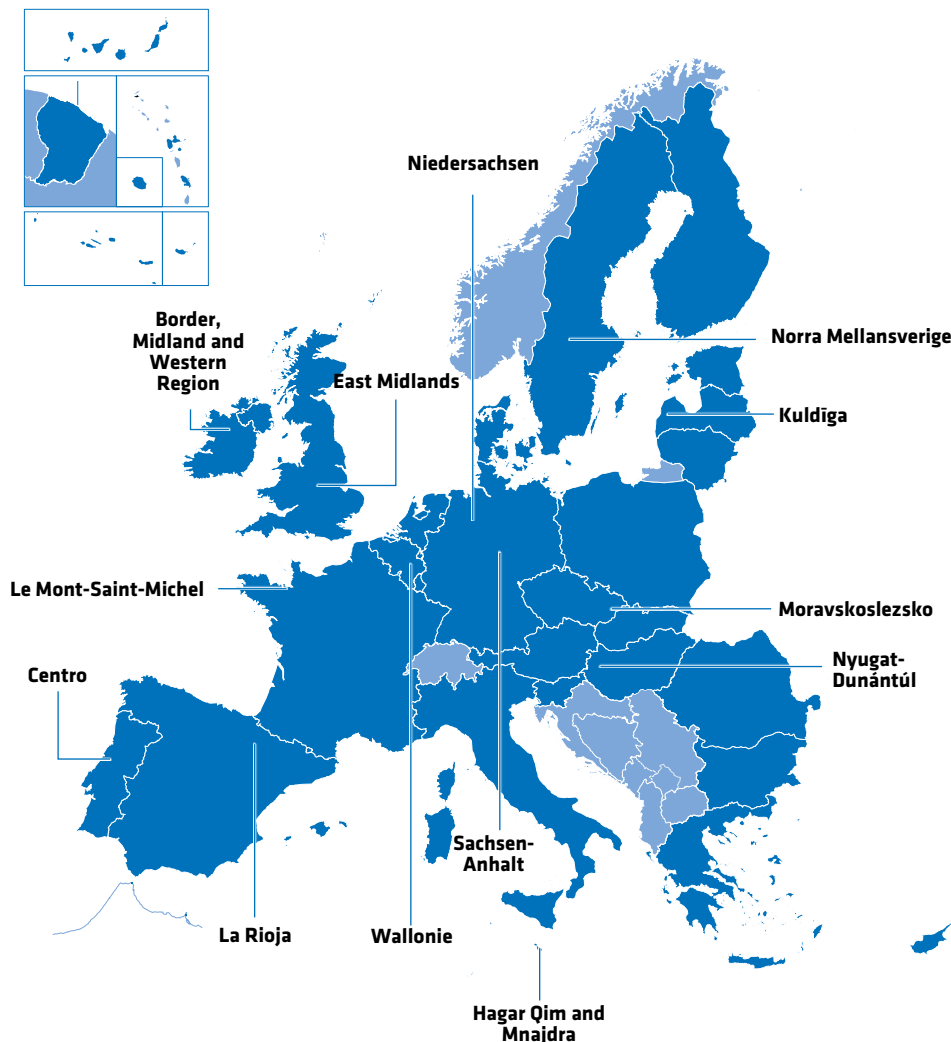 Niedersachsen
Border,
Midland and
Western
Region
East Midlands
Norra Mellansverige
Kuldīga
Le Mont-Saint-Michel
Moravskoslezsko
Centro
Nyugat-
Dunántúl
Sachsen-
Anhalt
La Rioja
Wallonie
Hagar Qim and
Mnajdra